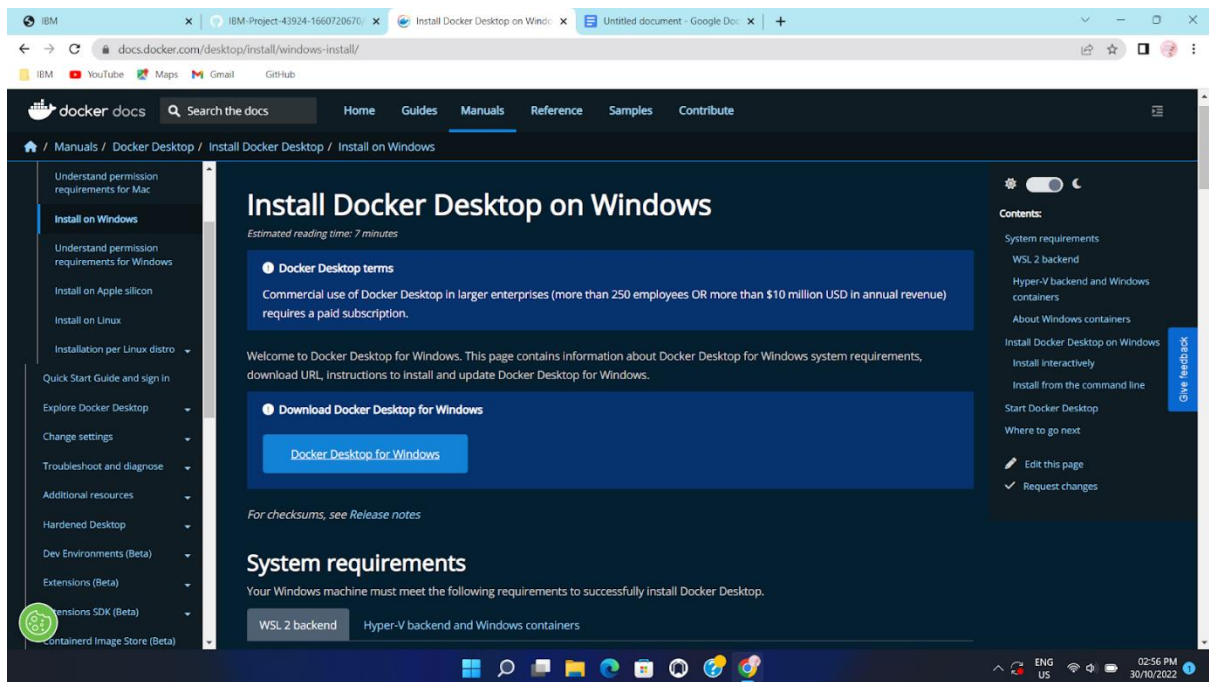 IBM
IBM-Project-43924-1660720670/
Install Docker Desktop on Windo
Untitled document - Google Doc
docs.docker.com/desktop/install/windows-install/
IBM YouTube Maps Gmail GitHub
docker docs
Search the docs
Home Guides Manuals Reference Samples Contribute
/ Manuals / Docker Desktop / Install Docker Desktop / Install on Windows
Understand permission
requirements for Mac
Install on Windows
Understand permission
requirements for Windows
Install on Apple silicon
Install on Linux
Installation per Linux distro
Quick Start Guide and sign in
Explore Docker Desktop
Change settings
Troubleshoot and diagnose
Additional resources
Hardened Desktop
Dev Environments (Beta)
Extensions (Beta)
Extensions SDK (Beta)
Containerd Image Store (Beta)
Install Docker Desktop on Windows
Estimated reading time: 7 minutes
Docker Desktop terms
Commercial use of Docker Desktop in larger enterprises (more than 250 employees OR more than $10 million USD in annual revenue)
requires a paid subscription.
Welcome to Docker Desktop for Windows. This page contains information about Docker Desktop for Windows system requirements,
download URL, instructions to install and update Docker Desktop for Windows.
Download Docker Desktop for Windows
Docker Desktop for Windows
For checksums, see Release notes
System requirements
Your Windows machine must meet the following requirements to successfully install Docker Desktop.
WSL 2 backend Hyper-V backend and Windows containers
Contents:
System requirements
WSL 2 backend
Hyper-V backend and Windows
containers
About Windows containers
Install Docker Desktop on Windows
Install interactively
Install from the command line
Start Docker Desktop
Where to go next
Edit this page
Request changes
Give feedback
ENG
US
02:56 PM
30/10/2022
1